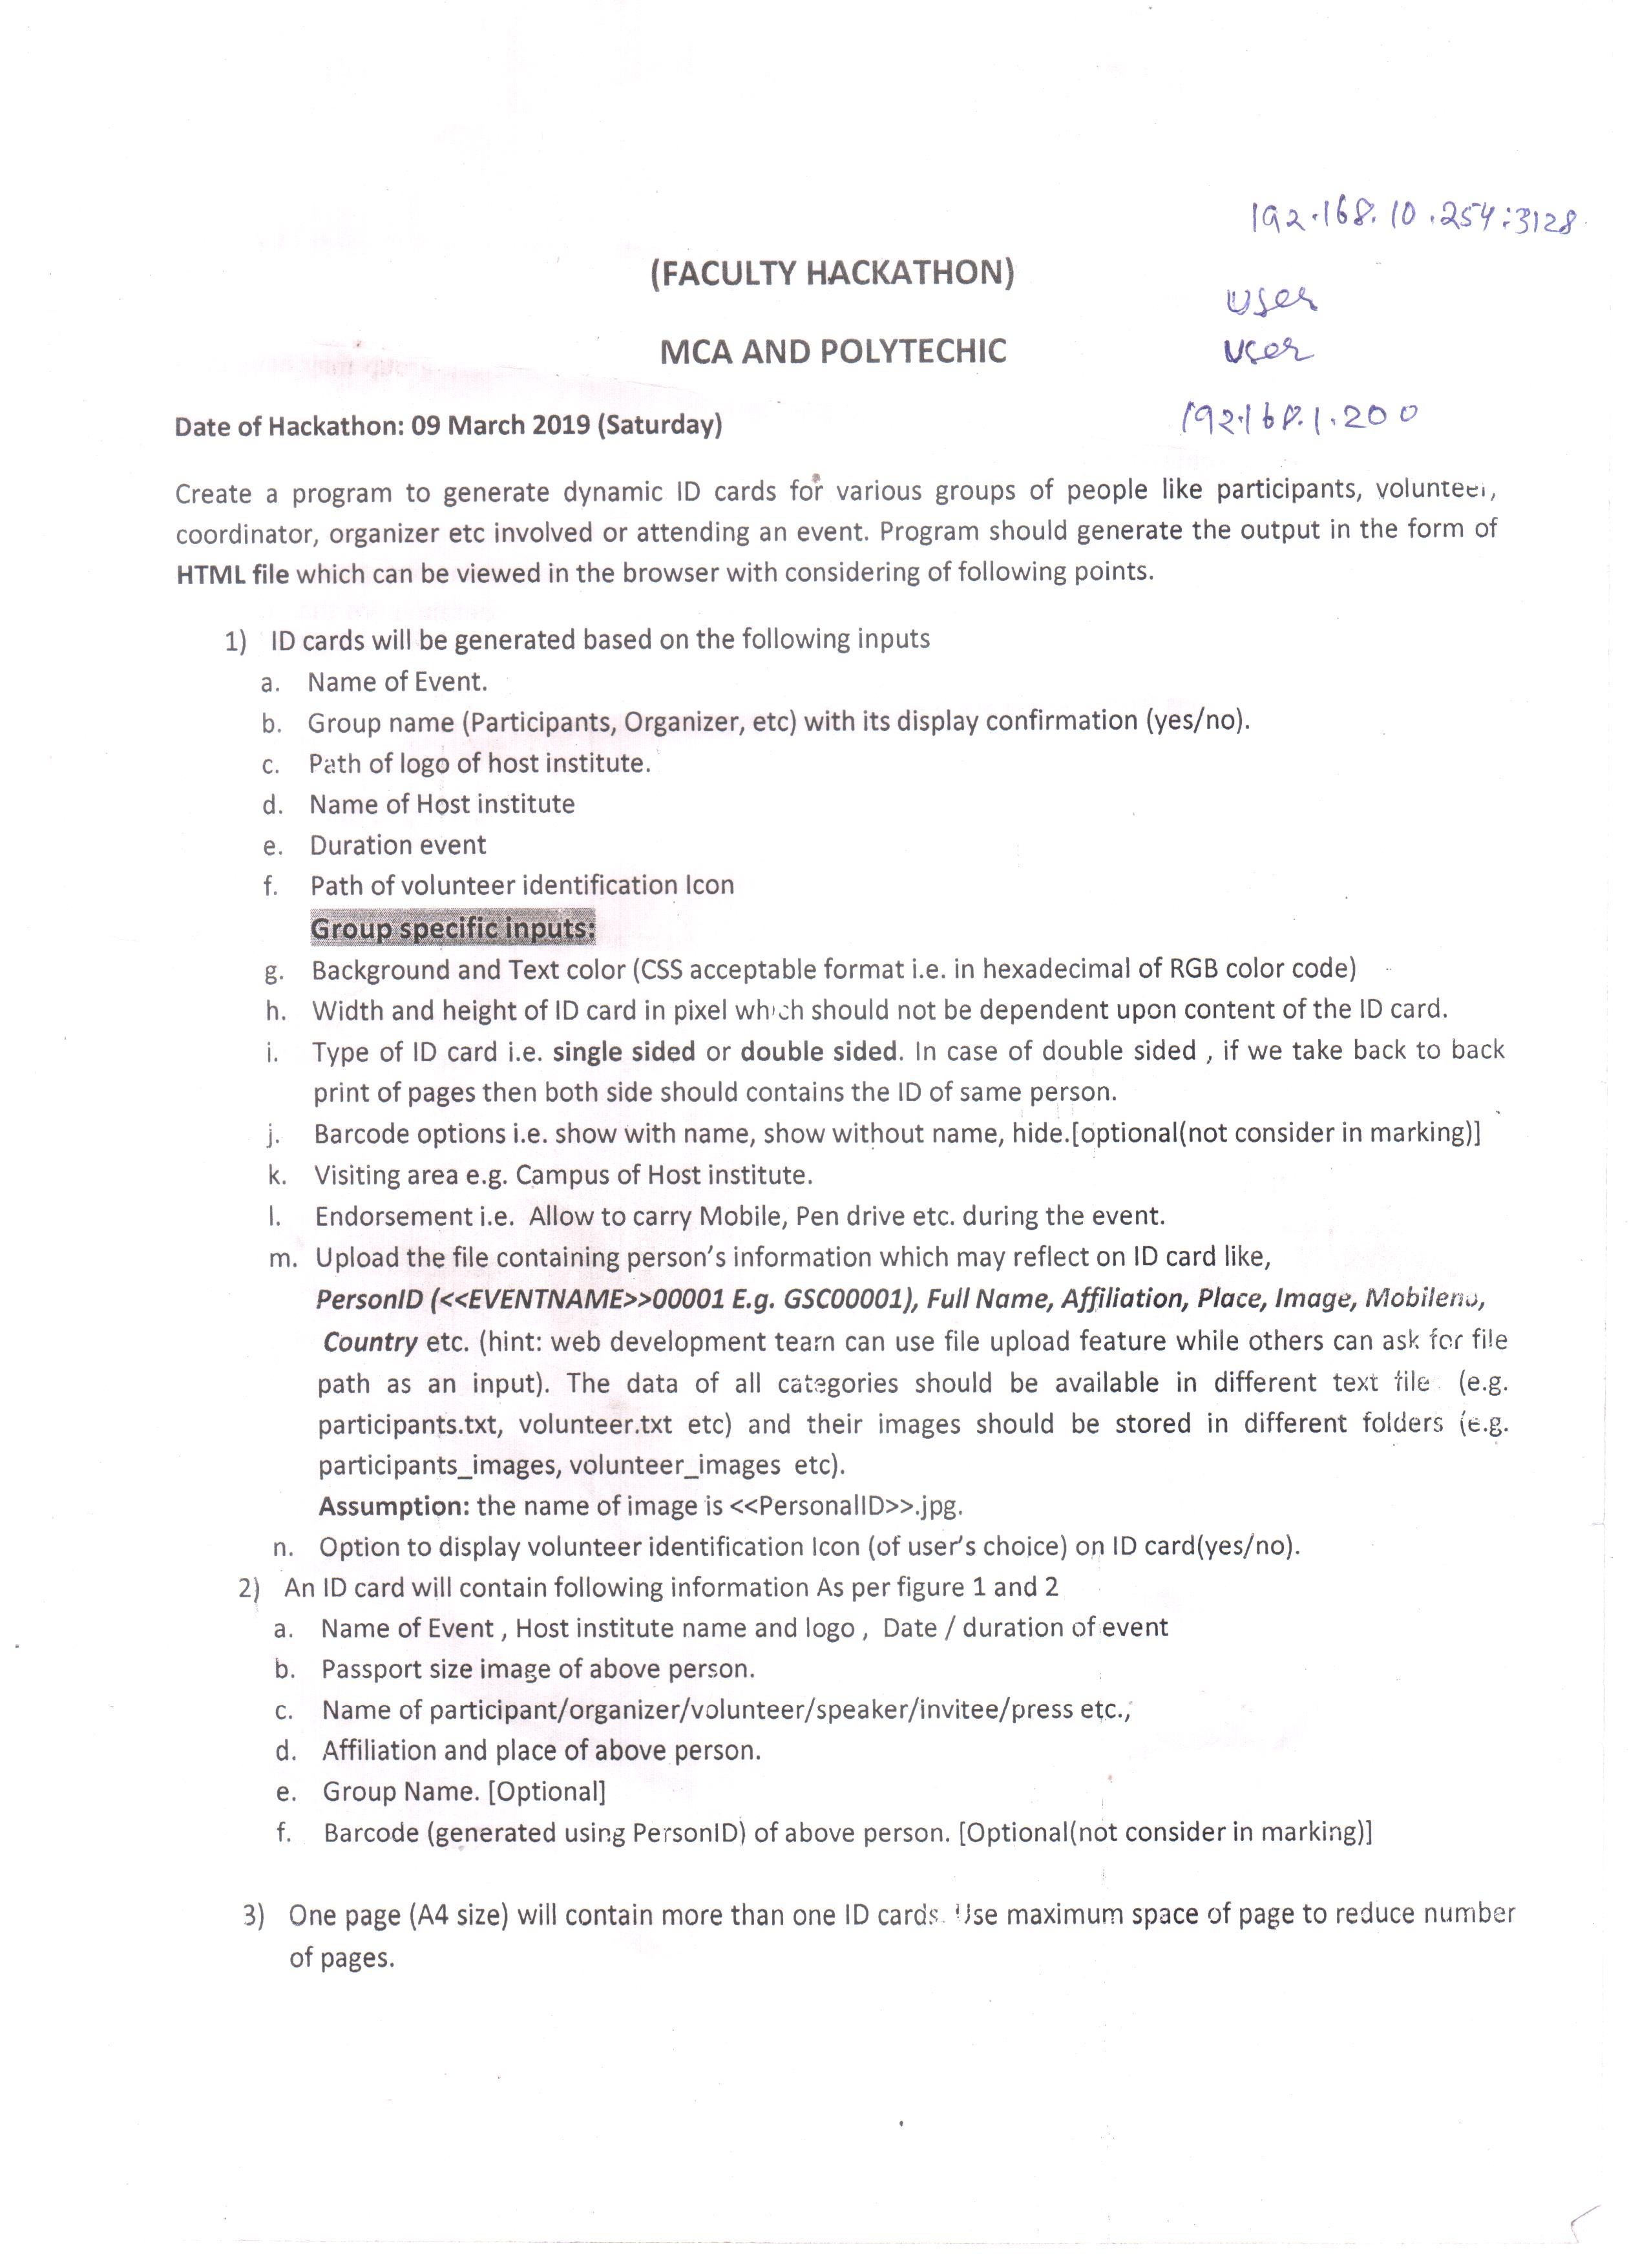 192.168.10.254:3128
(FACULTY HACKATHON)
user
MCA AND POLYTECHIC
user
Date of Hackathon: 09 March 2019 (Saturday)
192.168.1.200
Create a program to generate dynamic ID cards for various groups of people like participants, volunteer,
coordinator, organizer etc involved or attending an event. Program should generate the output in the form of
HTML file which can be viewed in the browser with considering of following points.
1) ID cards will be generated based on the following inputs
a. Name of Event.
b. Group name (Participants, Organizer, etc) with its display confirmation (yes/no).
c. Path of logo of host institute.
d. Name of Host institute
e. Duration event
f. Path of volunteer identification Icon
Group specific inputs:
g. Background and Text color (CSS acceptable format i.e. in hexadecimal of RGB color code)
h. Width and height of ID card in pixel which should not be dependent upon content of the ID card.
i. Type of ID card i.e. single sided or double sided. In case of double sided , if we take back to back
print of pages then both side should contains the ID of same person.
j. Barcode options i.e. show with name, show without name, hide.[optional(not consider in marking)]
k. Visiting area e.g. Campus of Host institute.
l. Endorsement i.e. Allow to carry Mobile, Pen drive etc. during the event.
m. Upload the file containing person's information which may reflect on ID card like,
PersonID (<<EVENTNAME>>00001 E.g. GSC00001), Full Name, Affiliation, Place, Image, Mobileno,
Country etc. (hint: web development team can use file upload feature while others can ask for file
path as an input). The data of all categories should be available in different text file (e.g.
participants.txt, volunteer.txt etc) and their images should be stored in different folders (e.g.
participants_images, volunteer_images etc).
Assumption: the name of image is <<PersonalID>>.jpg.
n. Option to display volunteer identification Icon (of user's choice) on ID card(yes/no).
2) An ID card will contain following information As per figure 1 and 2
a. Name of Event , Host institute name and logo , Date / duration of event
b. Passport size image of above person.
c. Name of participant/organizer/volunteer/speaker/invitee/press etc.,
d. Affiliation and place of above person.
e. Group Name. [Optional]
f. Barcode (generated using PersonID) of above person. [Optional(not consider in marking)]
3) One page (A4 size) will contain more than one ID cards. Use maximum space of page to reduce number
of pages.